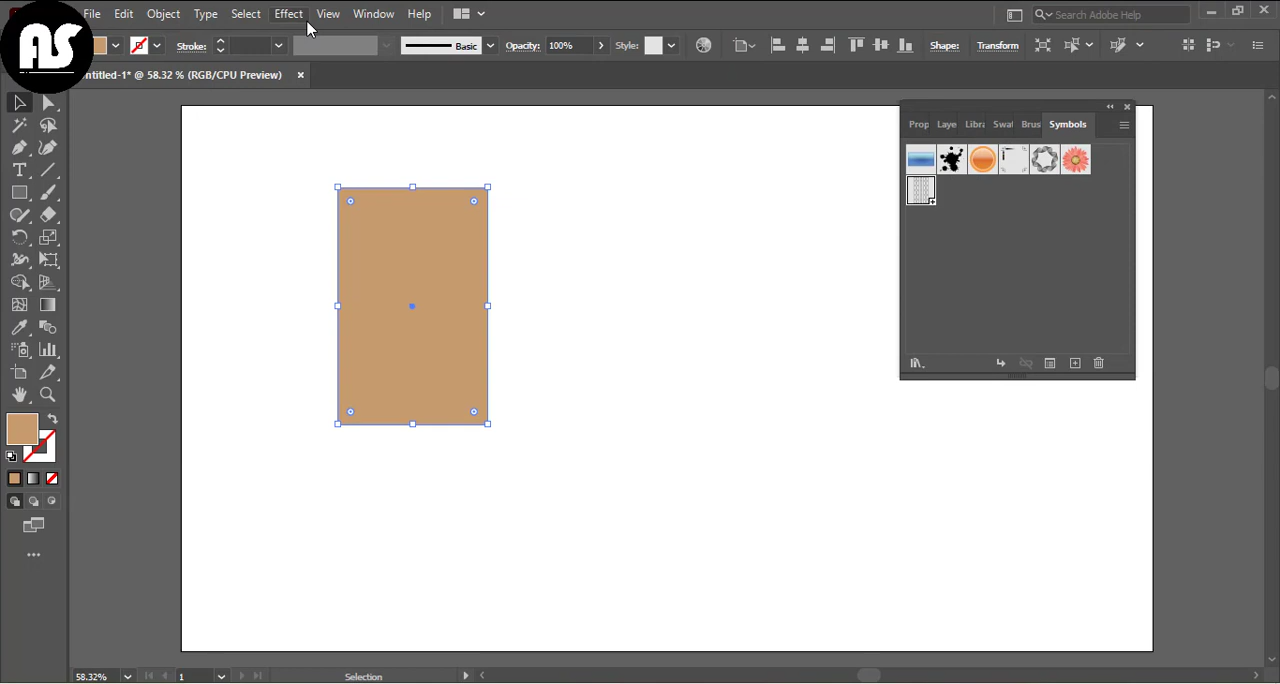 File Edit Object Type Select Effect View Window Help Search Adobe Help
AS
Stroke: Basic Opacity: 100% Style: Shape: Transform
ntitled-1* @ 58.32 % (RGB/CPU Preview)
Prop Laye Libra Swat Brus Symbols
58.32% 1 Selection